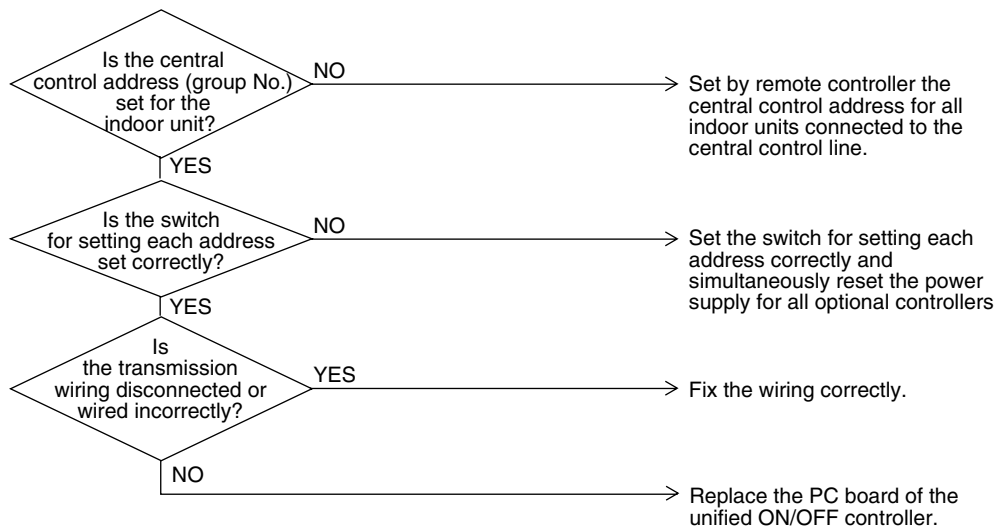 Is the central
control address (group No.)
set for the
indoor unit?
NO
Set by remote controller the
central control address for all
indoor units connected to the
central control line.
YES
Is the switch
for setting each address
set correctly?
NO
Set the switch for setting each
address correctly and
simultaneously reset the power
supply for all optional controllers
YES
Is
the transmission
wiring disconnected or
wired incorrectly?
YES
Fix the wiring correctly.
NO
Replace the PC board of the
unified ON/OFF controller.